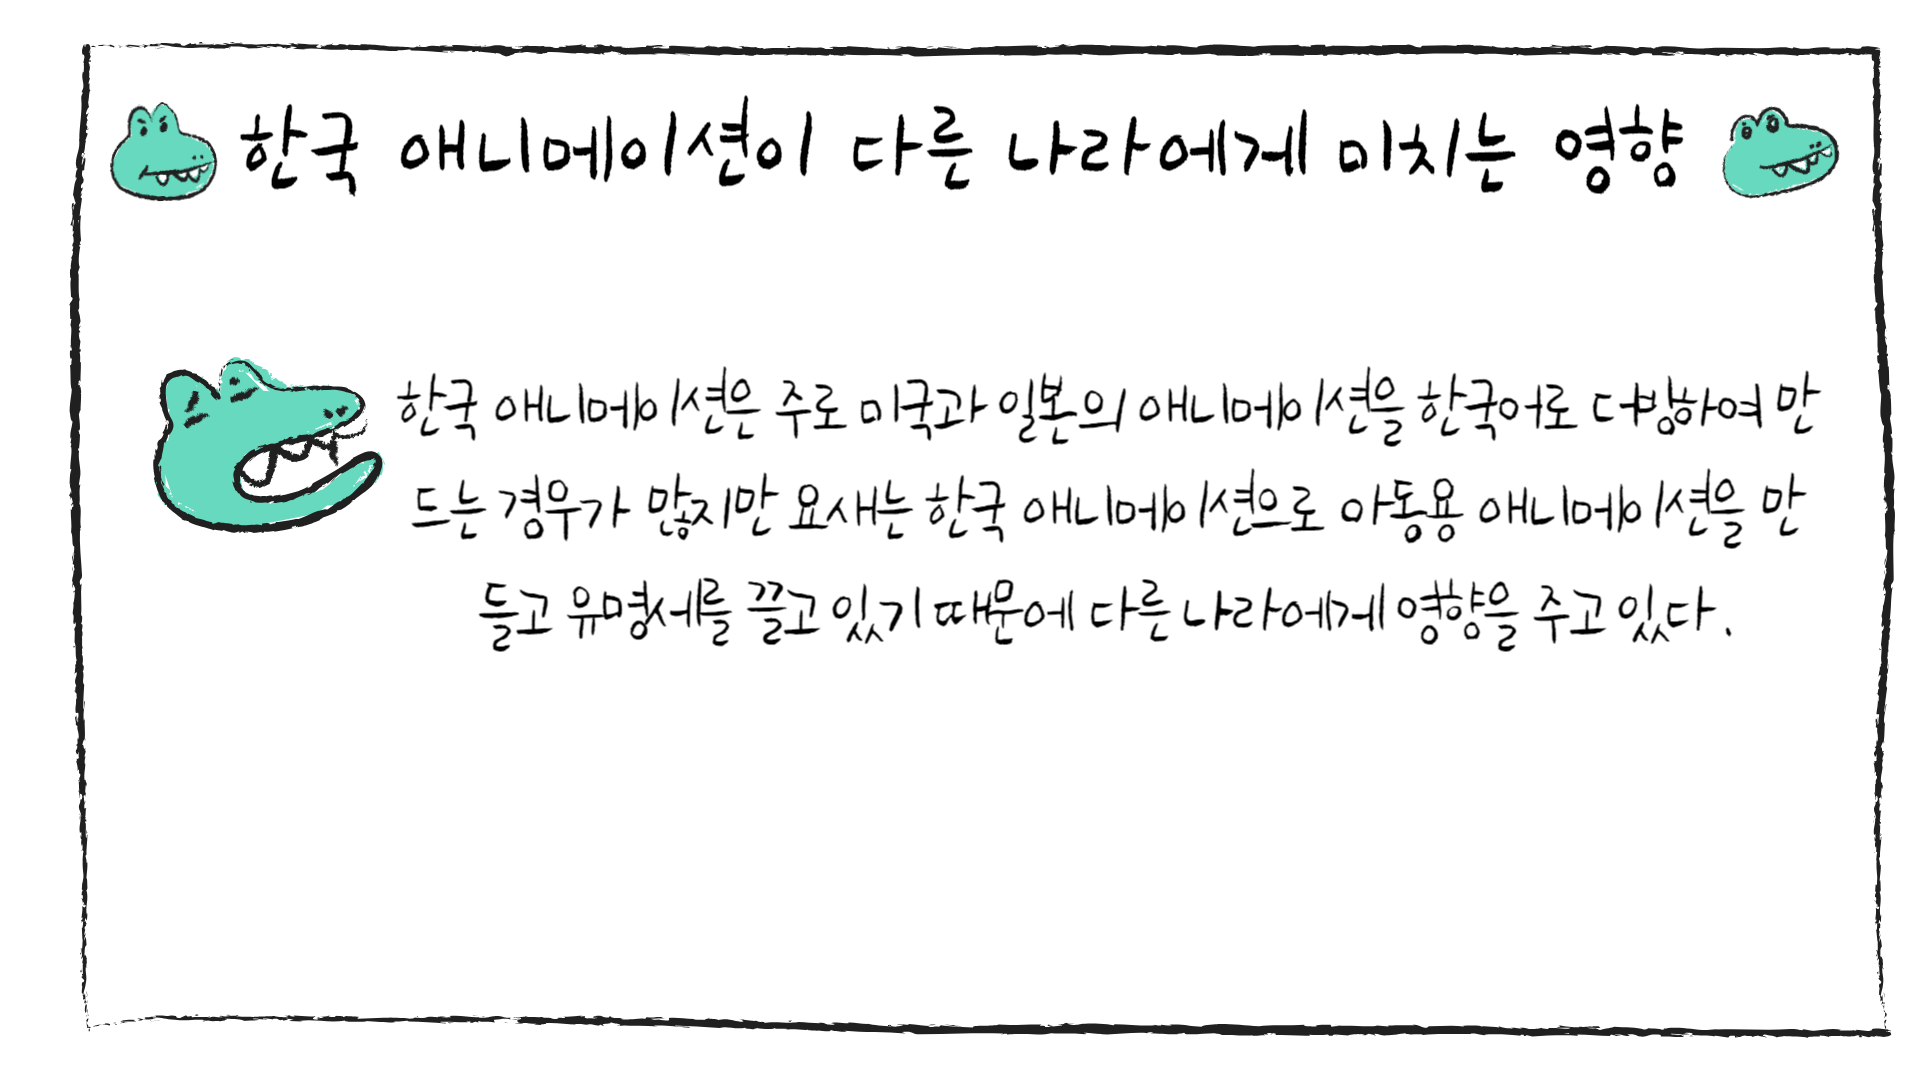 한국 애니메이션이 다른 나라에게 미치는 영향
한국 애니메이션은 주로 미국과 일본의 애니메이션을 한국어로 더빙하여 만
드는 경우가 많지만 요새는 한국 애니메이션으로 아동용 애니메이션을 만
들고 유명세를 끌고 있기 때문에 다른 나라에게 영향을 주고 있다.